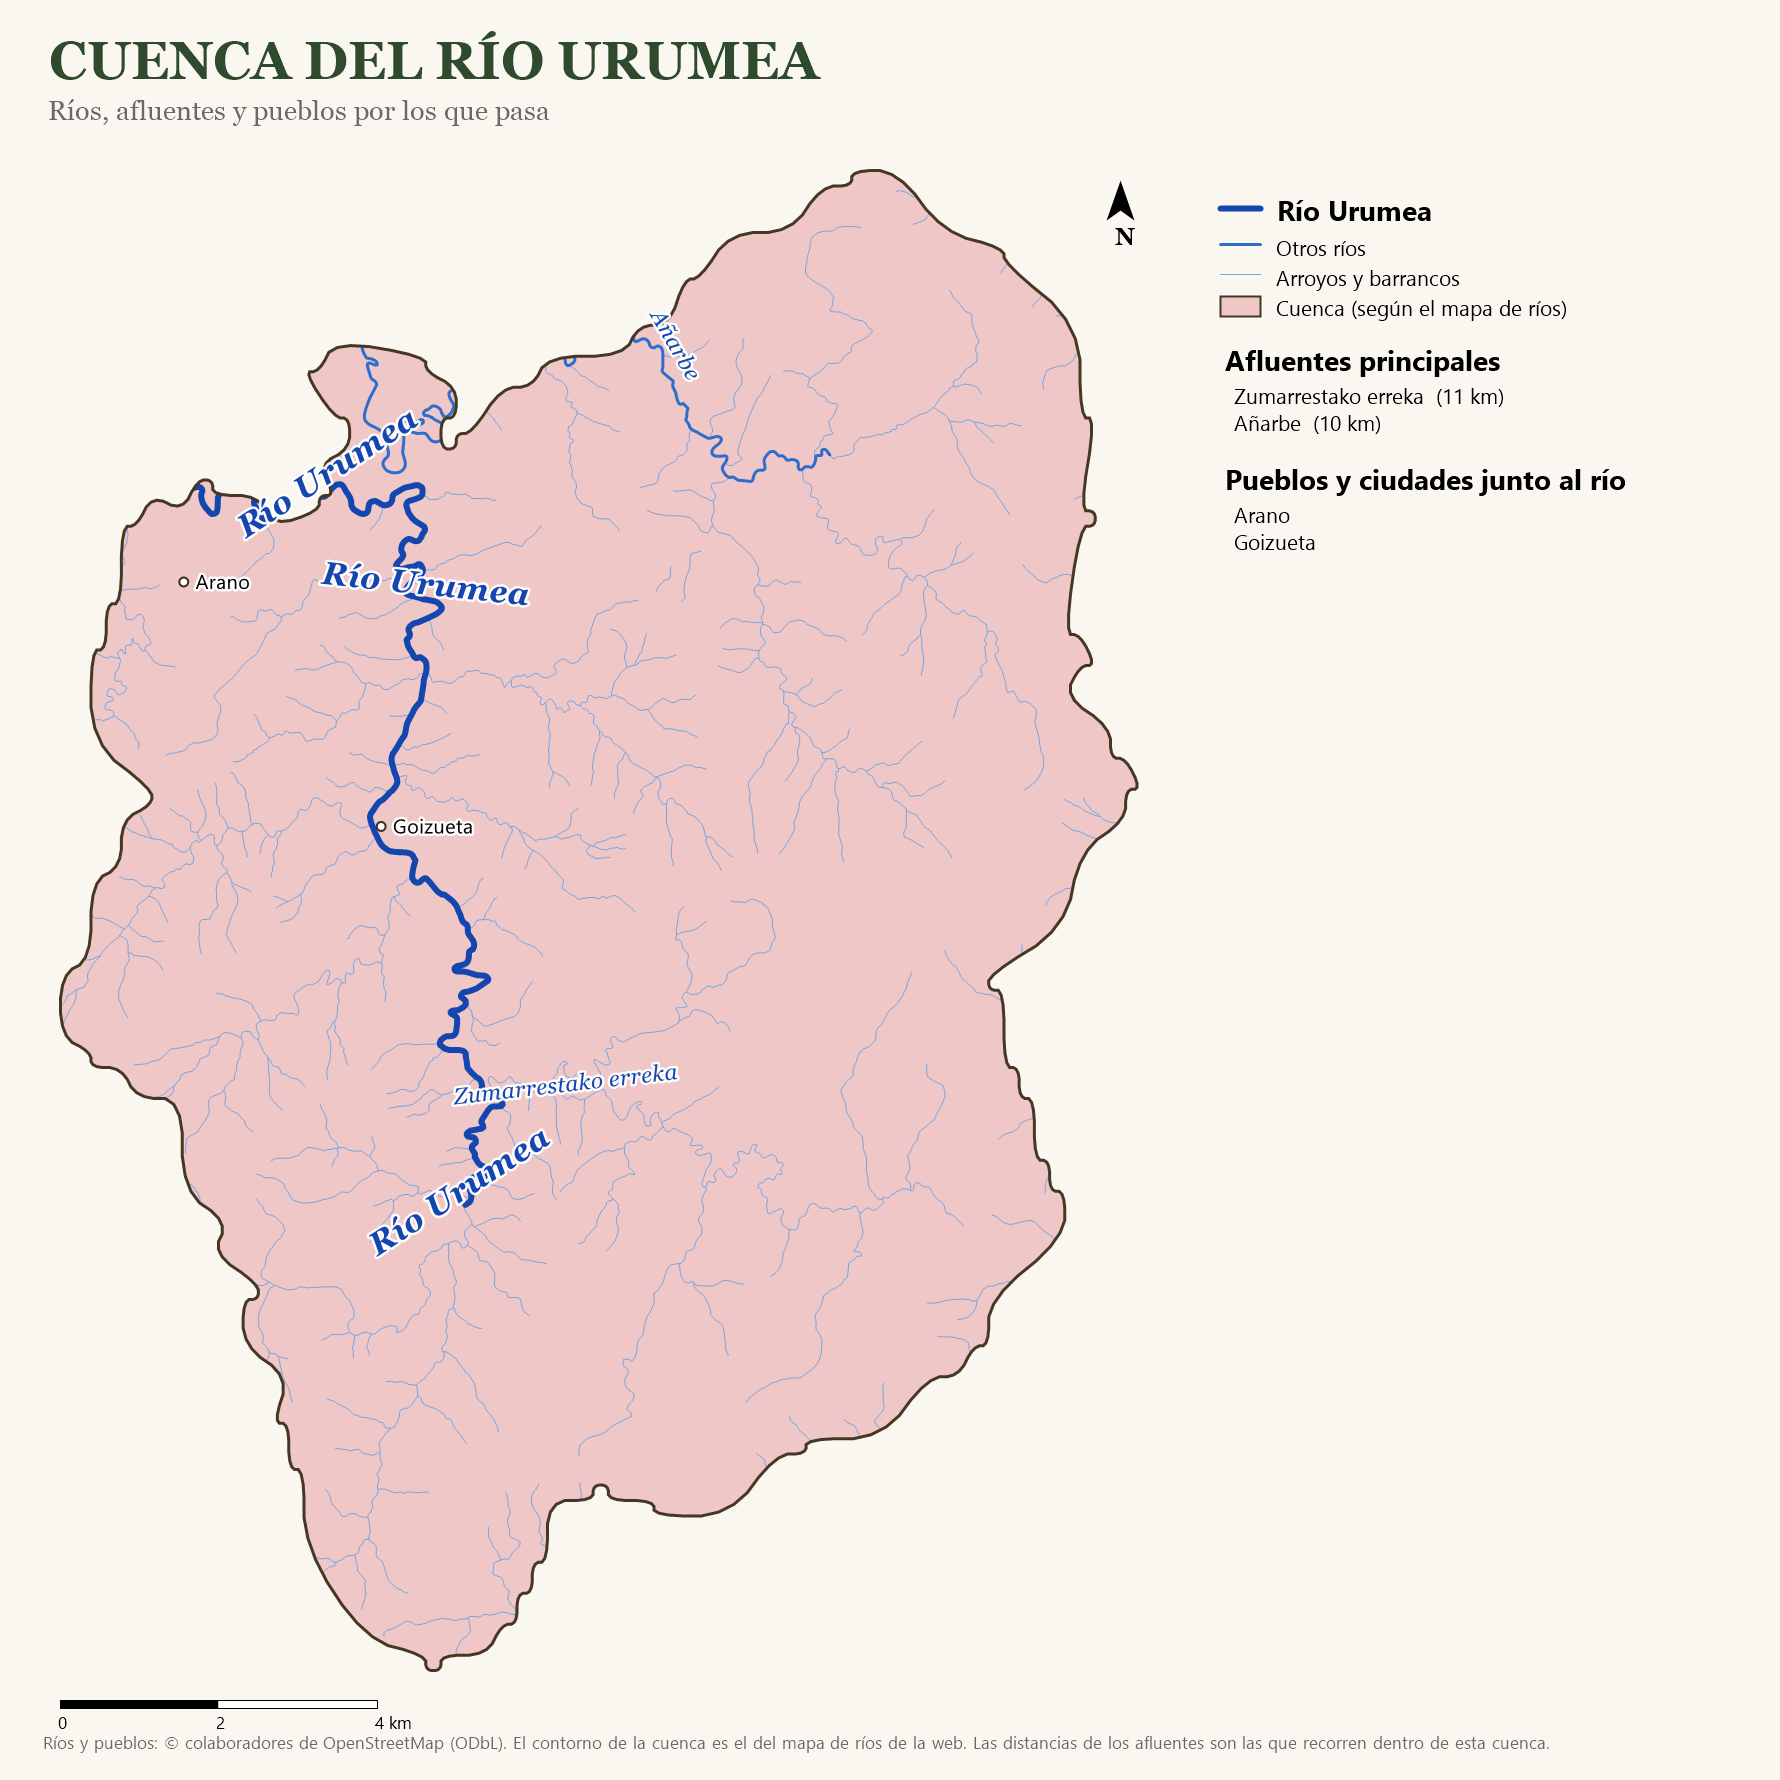 CUENCA DEL RÍO URUMEA
Ríos, afluentes y pueblos por los que pasa
N
Río Urumea
Otros ríos
Arroyos y barrancos
Cuenca (según el mapa de ríos)
Afluentes principales
Zumarrestako erreka (11 km)
Añarbe (10 km)
Pueblos y ciudades junto al río
Arano
Goizueta
Añarbe
Río Urumea
Río Urumea
Arano
Goizueta
Zumarrestako erreka
Río Urumea
0 2 4 km
Ríos y pueblos: © colaboradores de OpenStreetMap (ODbL). El contorno de la cuenca es el del mapa de ríos de la web. Las distancias de los afluentes son las que recorren dentro de esta cuenca.